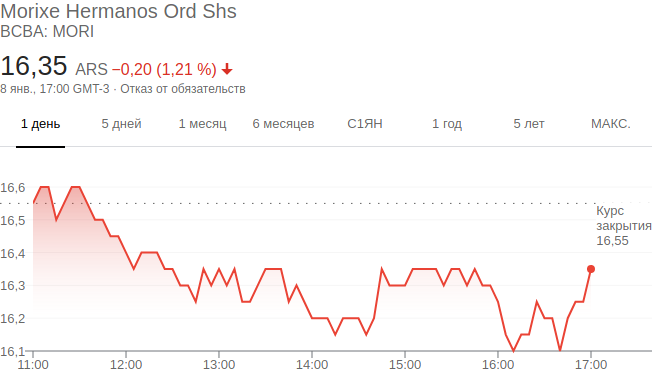 Morixe Hermanos Ord Shs
BCBA: MORI
16,35 ARS −0,20 (1,21 %)
8 янв., 17:00 GMT-3 · Отказ от обязательств
1 день 5 дней 1 месяц 6 месяцев С1ЯН 1 год 5 лет МАКС.
16,6
Курс
закрытия
16,55
16,5
16,4
16,3
16,2
16,1
11:00 12:00 13:00 14:00 15:00 16:00 17:00